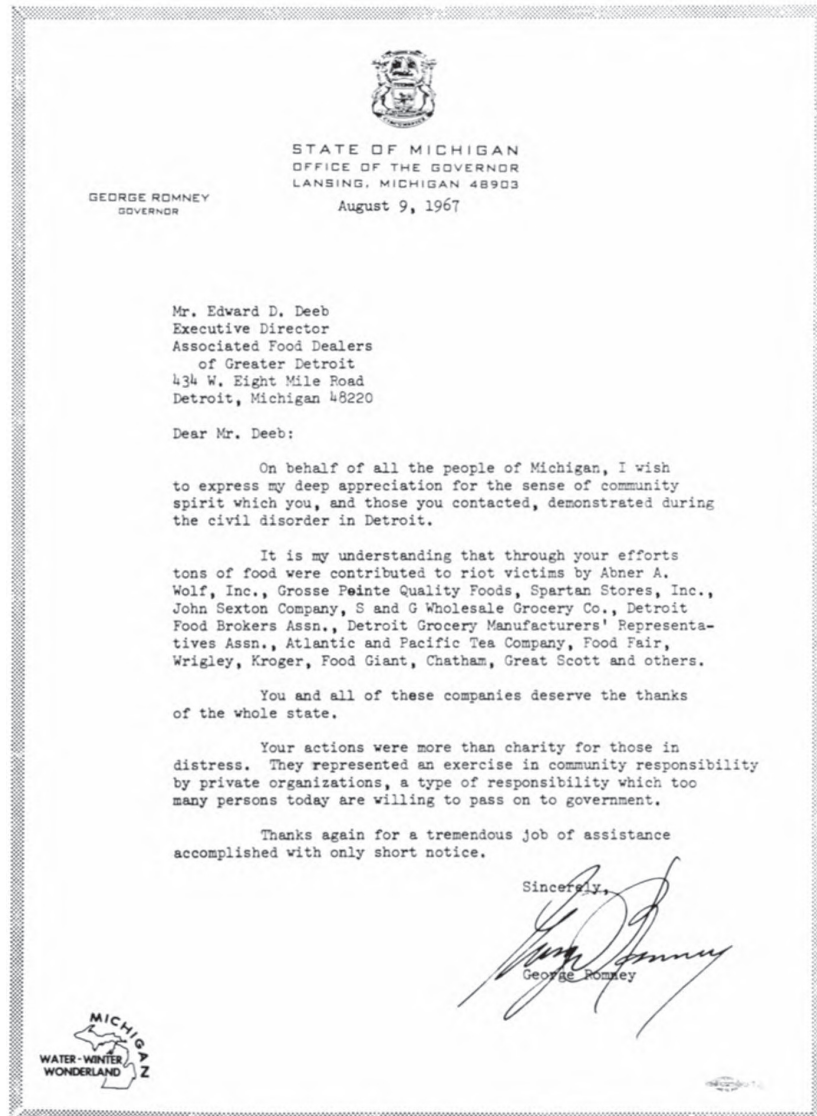 STATE OF MICHIGAN
OFFICE OF THE GOVERNOR
LANSING, MICHIGAN 48903
GEORGE ROMNEY
GOVERNOR
August 9, 1967
Mr. Edward D. Deeb
Executive Director
Associated Food Dealers
of Greater Detroit
434 W. Eight Mile Road
Detroit, Michigan 48220
Dear Mr. Deeb:
On behalf of all the people of Michigan, I wish
to express my deep appreciation for the sense of community
spirit which you, and those you contacted, demonstrated during
the civil disorder in Detroit.
It is my understanding that through your efforts
tons of food were contributed to riot victims by Abner A.
Wolf, Inc., Grosse Pointe Quality Foods, Spartan Stores, Inc.,
John Sexton Company, S and G Wholesale Grocery Co., Detroit
Food Brokers Assn., Detroit Grocery Manufacturers' Representa-
tives Assn., Atlantic and Pacific Tea Company, Food Fair,
Wrigley, Kroger, Food Giant, Chatham, Great Scott and others.
You and all of these companies deserve the thanks
of the whole state.
Your actions were more than charity for those in
distress. They represented an exercise in community responsibility
by private organizations, a type of responsibility which too
many persons today are willing to pass on to government.
Thanks again for a tremendous job of assistance
accomplished with only short notice.
Sincerely,
George Romney
George Romney
MICHIGAN
WATER-WINTER
WONDERLAND